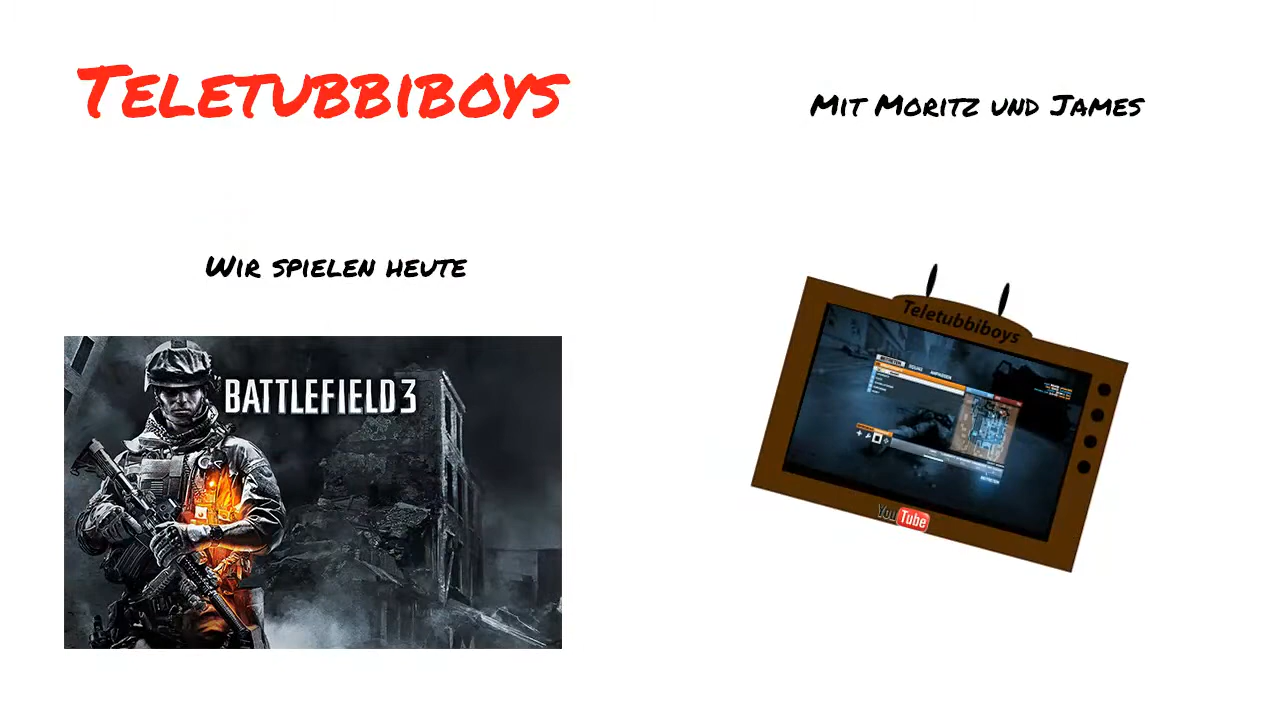 Teletubbiboys
Mit Moritz und James
Wir spielen heute
BATTLEFIELD 3
Teletubbiboys
YouTube